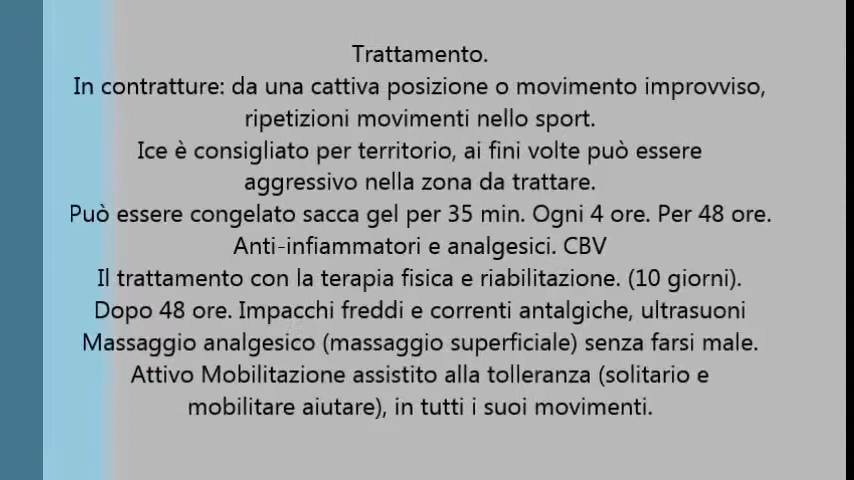 Trattamento.
In contratture: da una cattiva posizione o movimento improvviso,
ripetizioni movimenti nello sport.
Ice è consigliato per territorio, ai fini volte può essere
aggressivo nella zona da trattare.
Può essere congelato sacca gel per 35 min. Ogni 4 ore. Per 48 ore.
Anti-infiammatori e analgesici. CBV
Il trattamento con la terapia fisica e riabilitazione. (10 giorni).
Dopo 48 ore. Impacchi freddi e correnti antalgiche, ultrasuoni
Massaggio analgesico (massaggio superficiale) senza farsi male.
Attivo Mobilitazione assistito alla tolleranza (solitario e
mobilitare aiutare), in tutti i suoi movimenti.